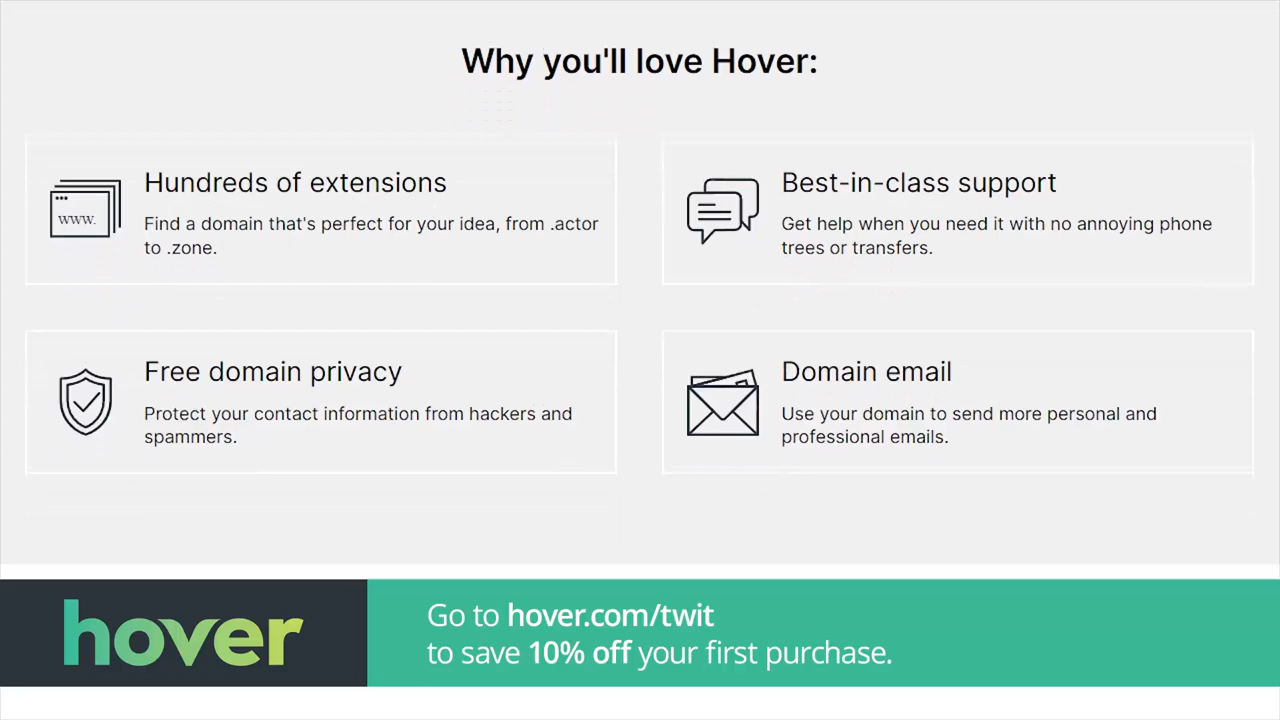 Why you'll love Hover:
Hundreds of extensions
Find a domain that's perfect for your idea, from .actor
to .zone.
www.
Best-in-class support
Get help when you need it with no annoying phone
trees or transfers.
Free domain privacy
Protect your contact information from hackers and
spammers.
Domain email
Use your domain to send more personal and
professional emails.
hover
Go to hover.com/twit
to save 10% off your first purchase.